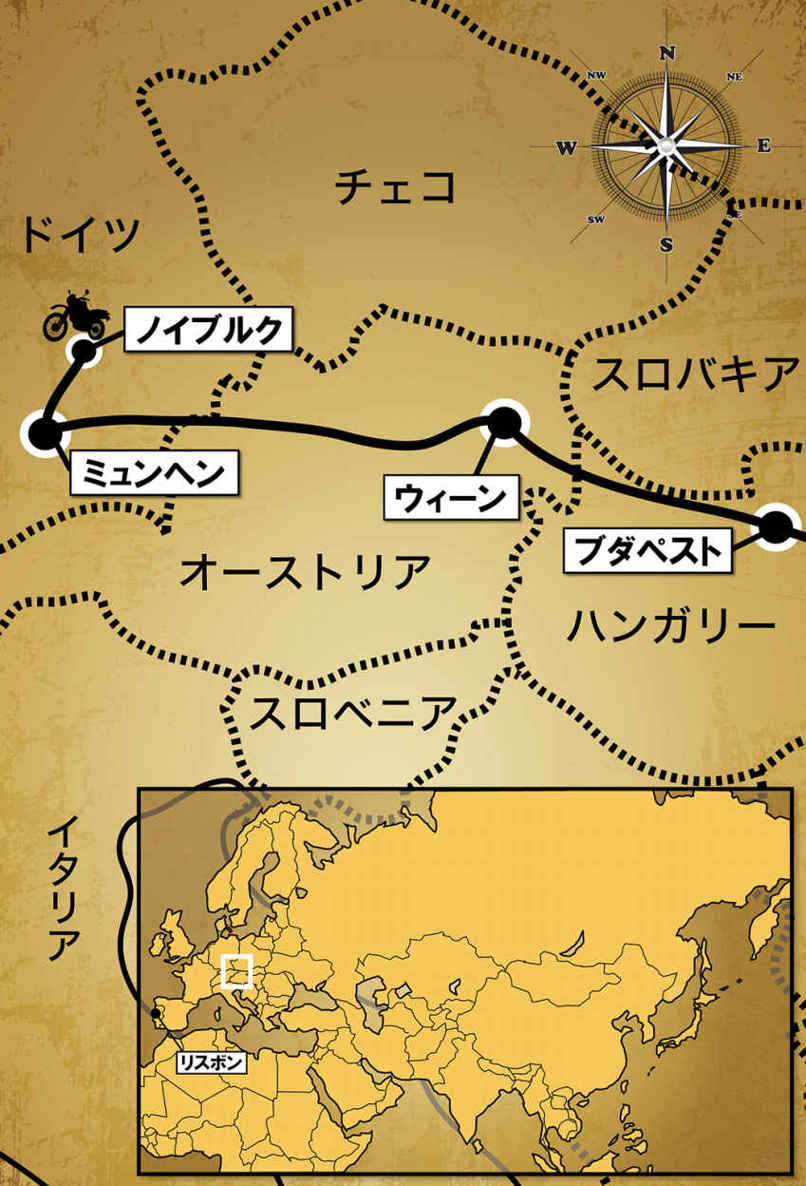 N
NW
NE
W
E
SW
SE
S
チェコ
ドイツ
ノイブルク
スロバキア
ミュンヘン
ウィーン
ブダペスト
オーストリア
ハンガリー
スロベニア
イタリア
リスボン